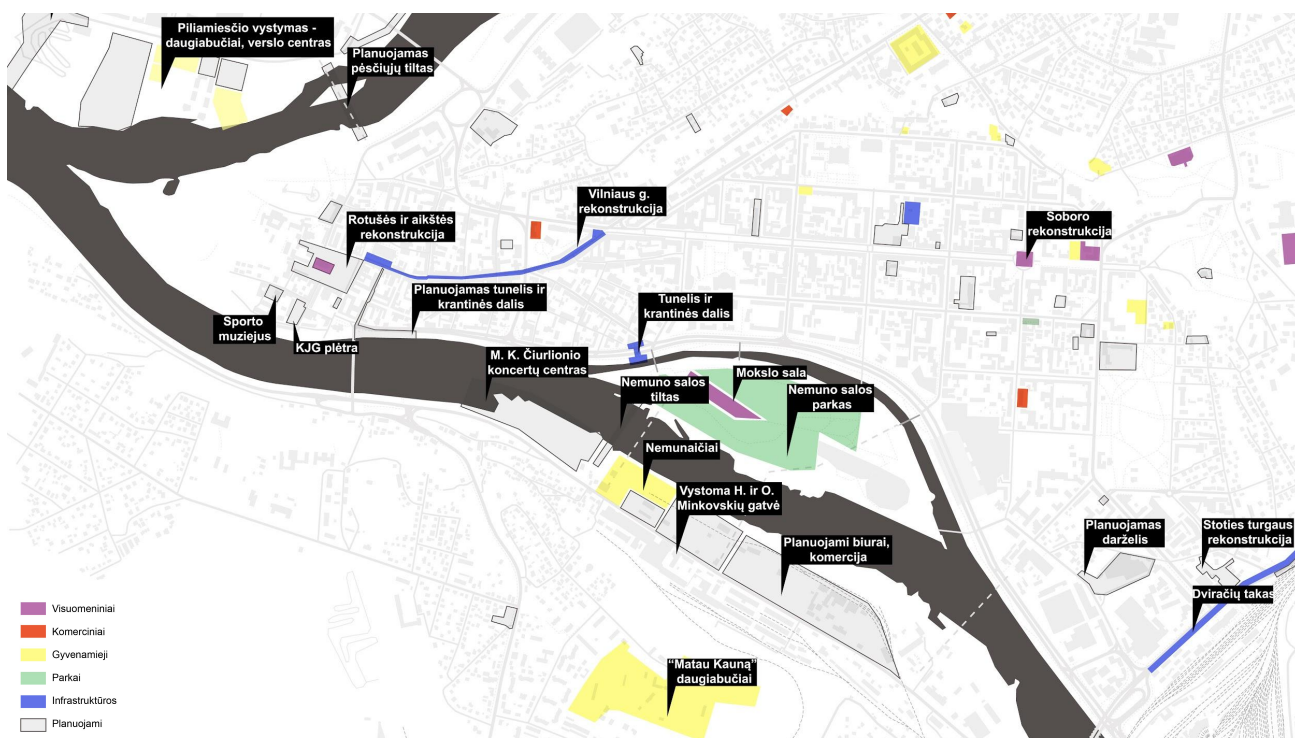 Piliamiesčio vystymas -
daugiabučiai, verslo centras
Planuojamas
pėsčiųjų tiltas
Vilniaus g.
rekonstrukcija
Rotušės ir aikštės
rekonstrukcija
Soboro
rekonstrukcija
Planuojamas tunelis ir
krantinės dalis
Tunelis ir
krantinės dalis
Sporto
muziejus
KJG plėtra
M. K. Čiurlionio
koncertų centras
Mokslo sala
Nemuno salos
tiltas
Nemuno salos
parkas
Nemunaičiai
Vystoma H. ir O.
Minkovskių gatvė
Planuojami biurai,
komercija
Planuojamas
darželis
Stoties turgaus
rekonstrukcija
Dviračių takas
"Matau Kauną"
daugiabučiai
Visuomeniniai
Komerciniai
Gyvenamieji
Parkai
Infrastruktūros
Planuojami